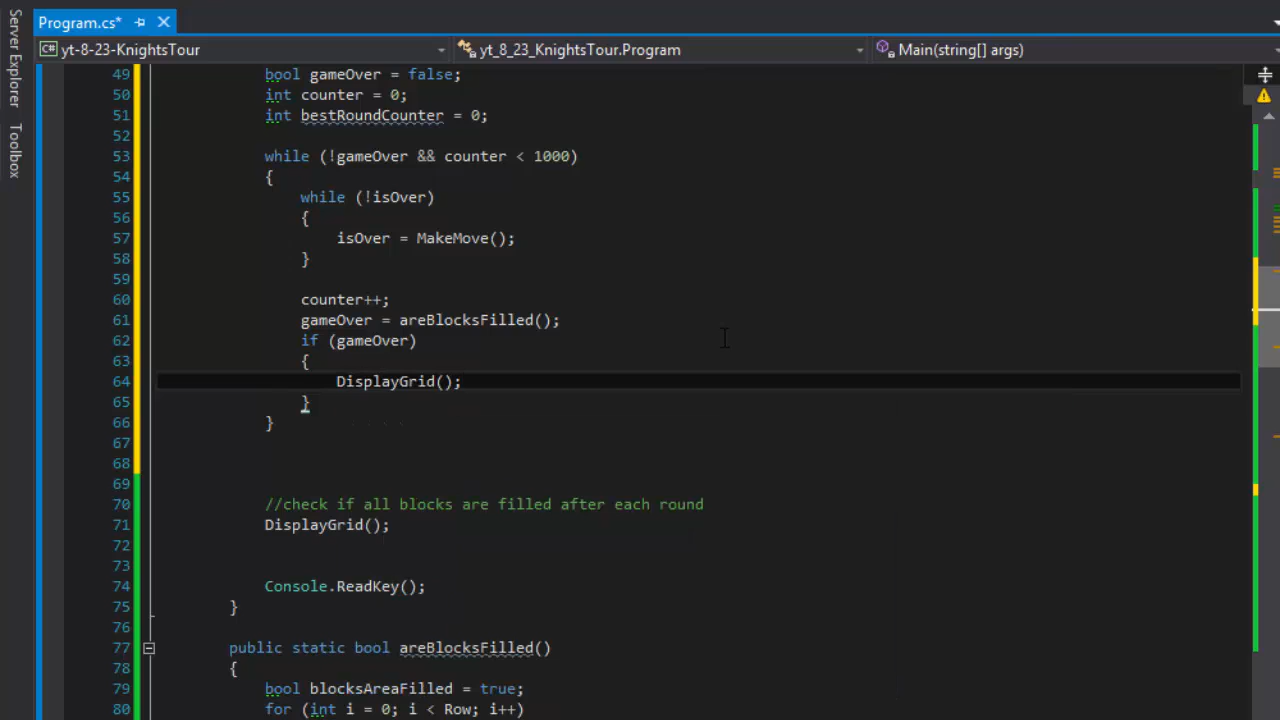 Server Explorer
Toolbox
Program.cs*
C# yt-8-23-KnightsTour
yt_8_23_KnightsTour.Program
Main(string[] args)
49 bool gameOver = false;
50 int counter = 0;
51 int bestRoundCounter = 0;
52
53 while (!gameOver && counter < 1000)
54 {
55 while (!isOver)
56 {
57 isOver = MakeMove();
58 }
59
60 counter++;
61 gameOver = areBlocksFilled();
62 if (gameOver)
63 {
64 DisplayGrid();
65 }
66 }
67
68
69
70 //check if all blocks are filled after each round
71 DisplayGrid();
72
73
74 Console.ReadKey();
75 }
76
77 public static bool areBlocksFilled()
78 {
79 bool blocksAreaFilled = true;
80 for (int i = 0; i < Row; i++)